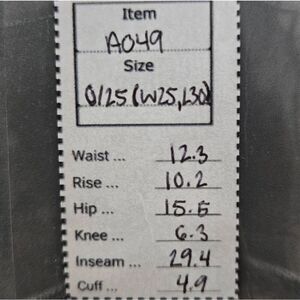 Item
A049
Size
0/25 (W25, L30)
Waist ... 12.3
Rise ... 10.2
Hip ... 15.5
Knee ... 6.3
Inseam ... 29.4
Cuff ... 4.9